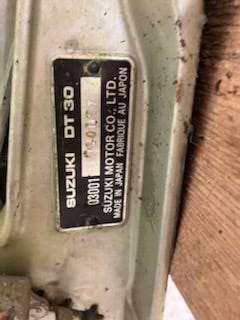 SUZUKI DT 30
03001
SUZUKI MOTOR CO., LTD.
MADE IN JAPAN FABRIQUE AU JAPON